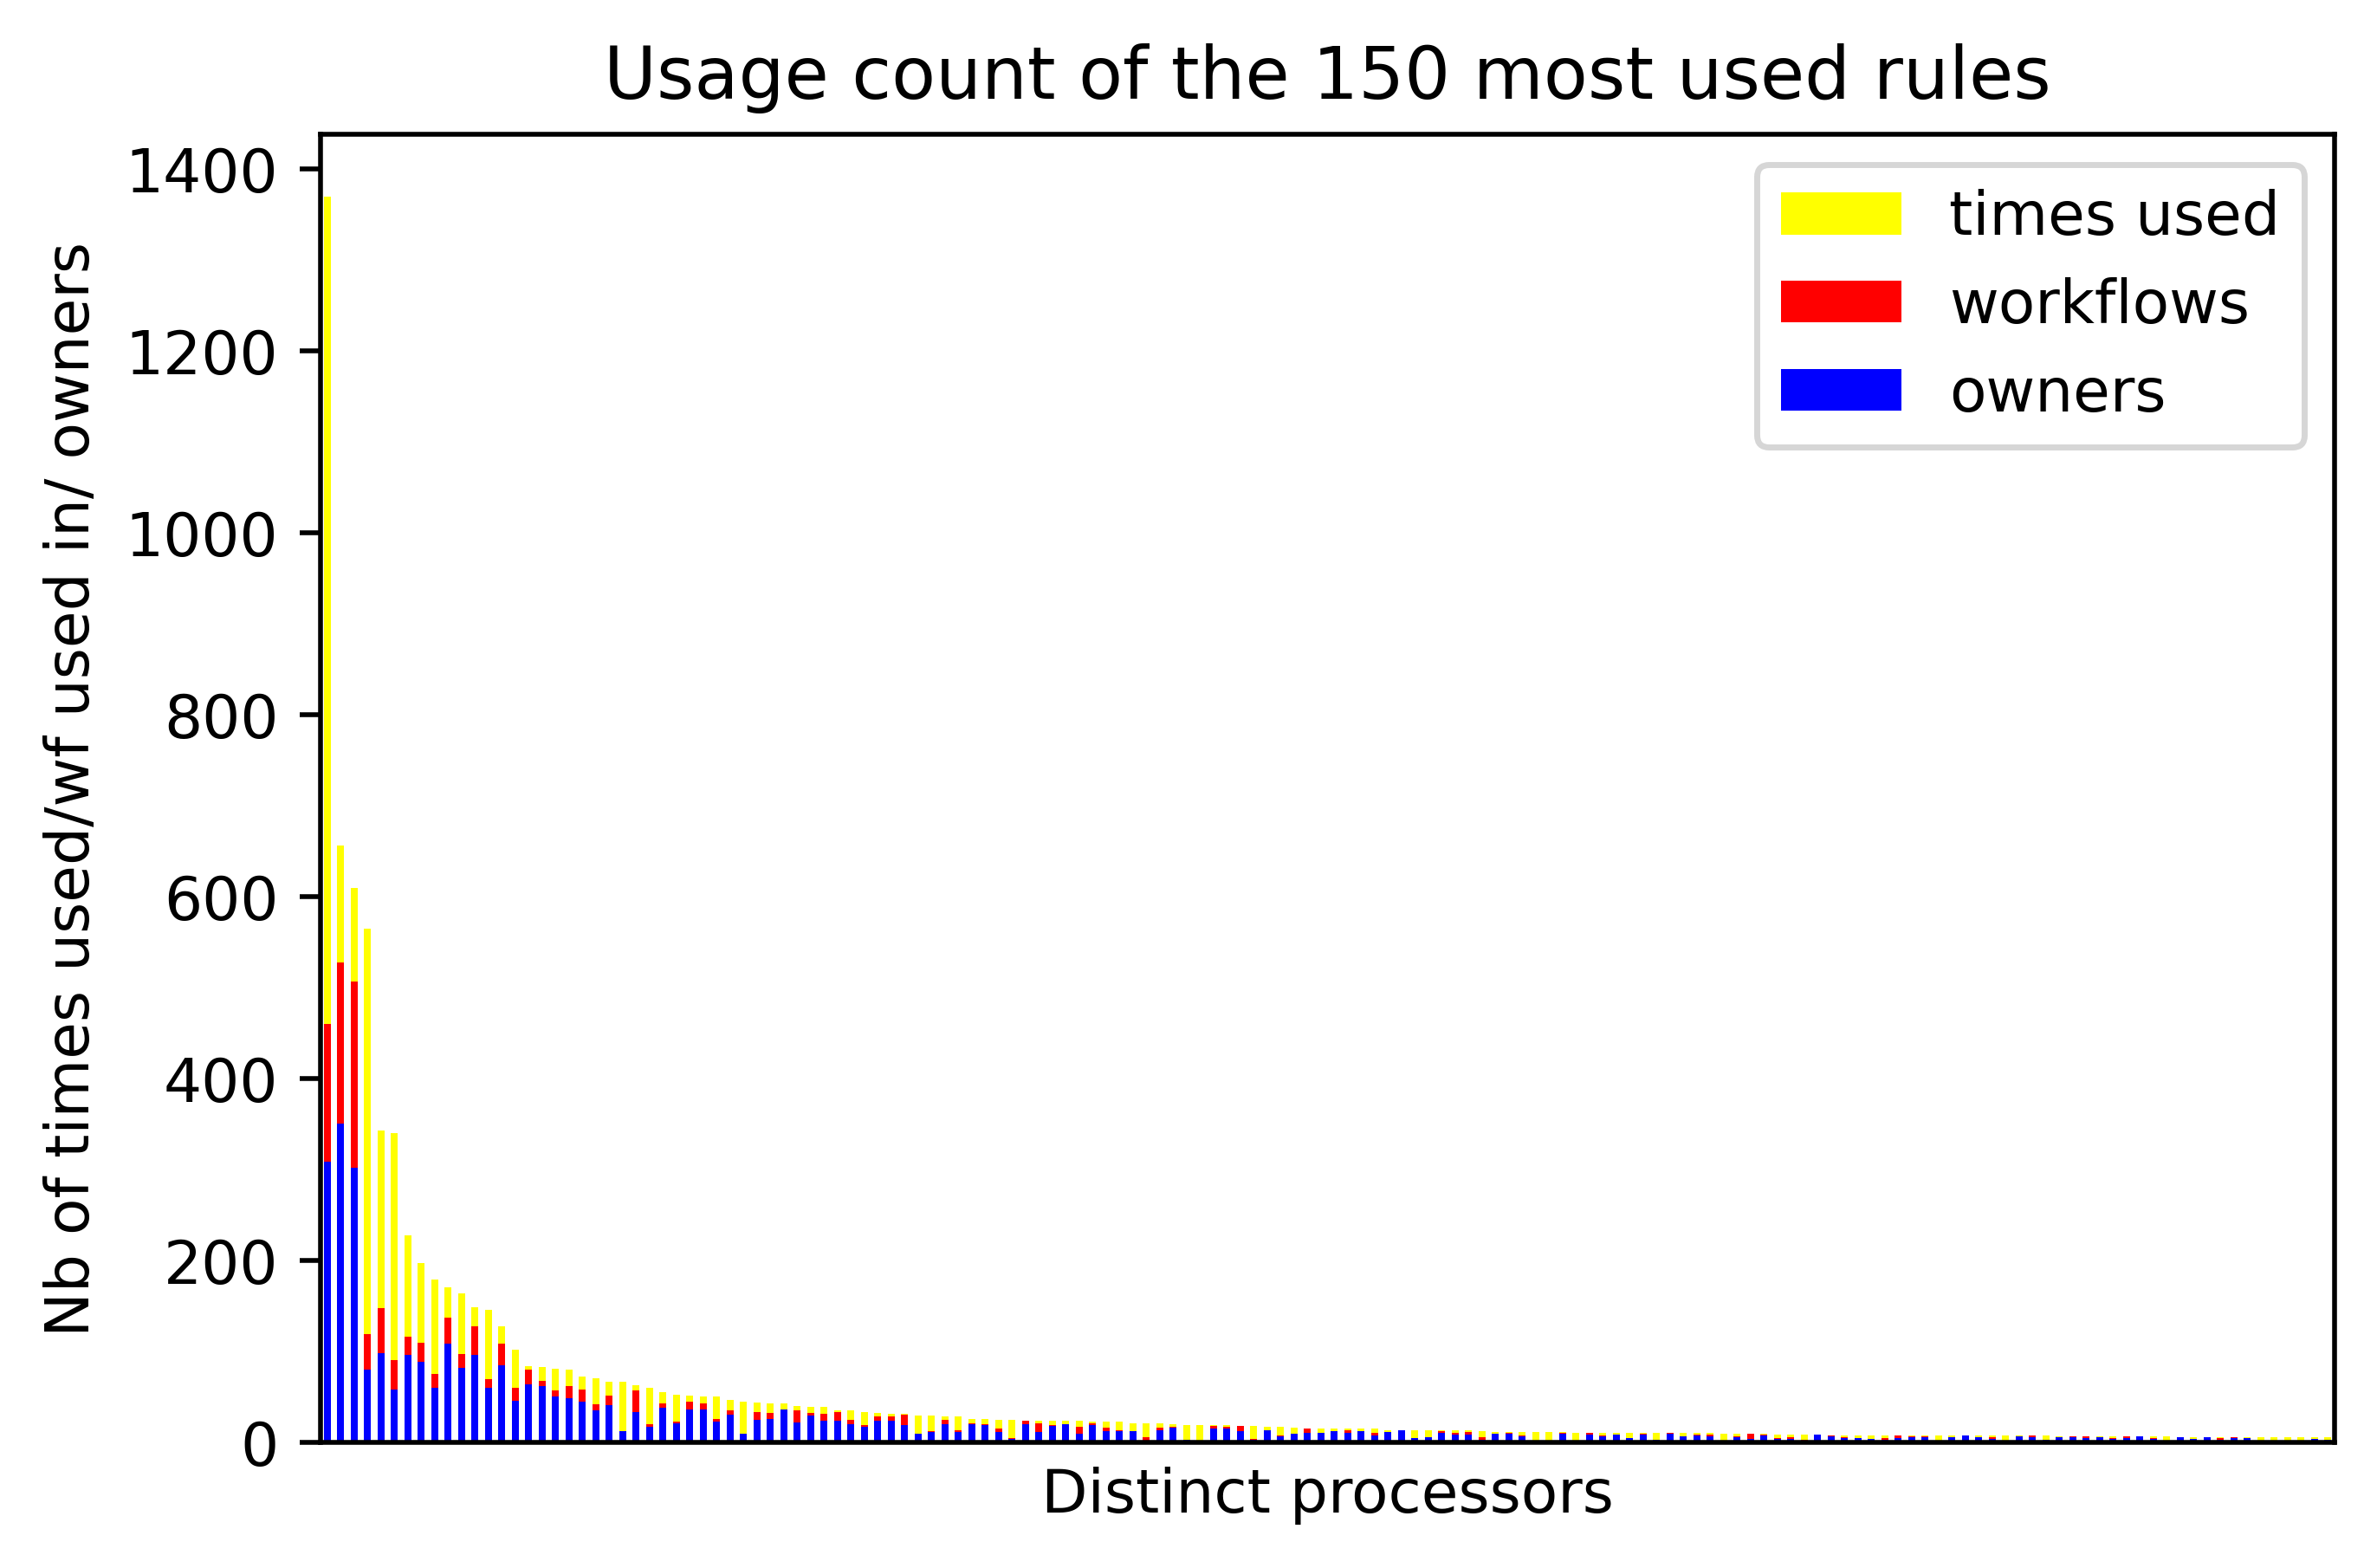 Usage count of the 150 most used rules
Nb of times used/wf used in/ owners
1400
1200
1000
800
600
400
200
0
times used
workflows
owners
Distinct processors